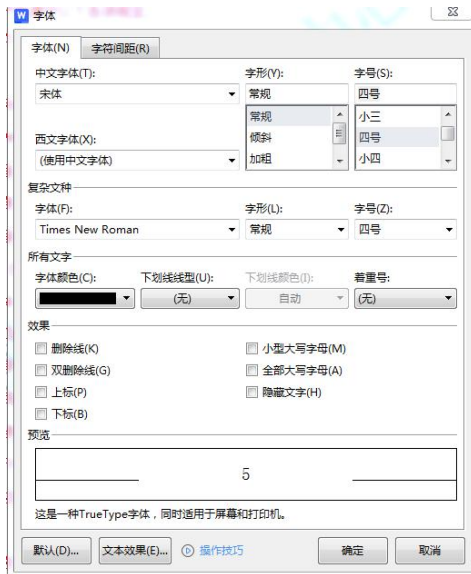 字体
字体(N) 字符间距(R)
中文字体(T): 字形(Y): 字号(S):
宋体 常规 四号
常规 小三
西文字体(X): 倾斜 四号
(使用中文字体) 加粗 小四
复杂文种
字体(F): 字形(L): 字号(Z):
Times New Roman 常规 四号
所有文字
字体颜色(C): 下划线线型(U): 下划线颜色(I): 着重号:
(无) 自动 (无)
效果
删除线(K) 小型大写字母(M)
双删除线(G) 全部大写字母(A)
上标(P) 隐藏文字(H)
下标(B)
预览
5
这是一种TrueType字体，同时适用于屏幕和打印机。
默认(D)... 文本效果(E)... 操作技巧 确定 取消